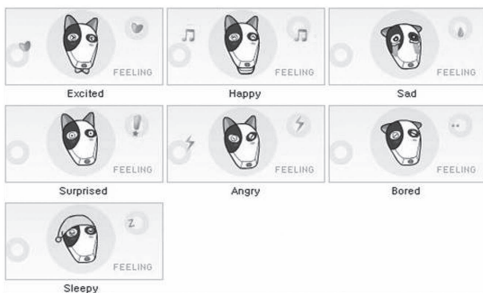 FEELING FEELING FEELING
Excited Happy Sad
! FEELING FEELING FEELING
Surprised Angry Bored
Z
FEELING
Sleepy